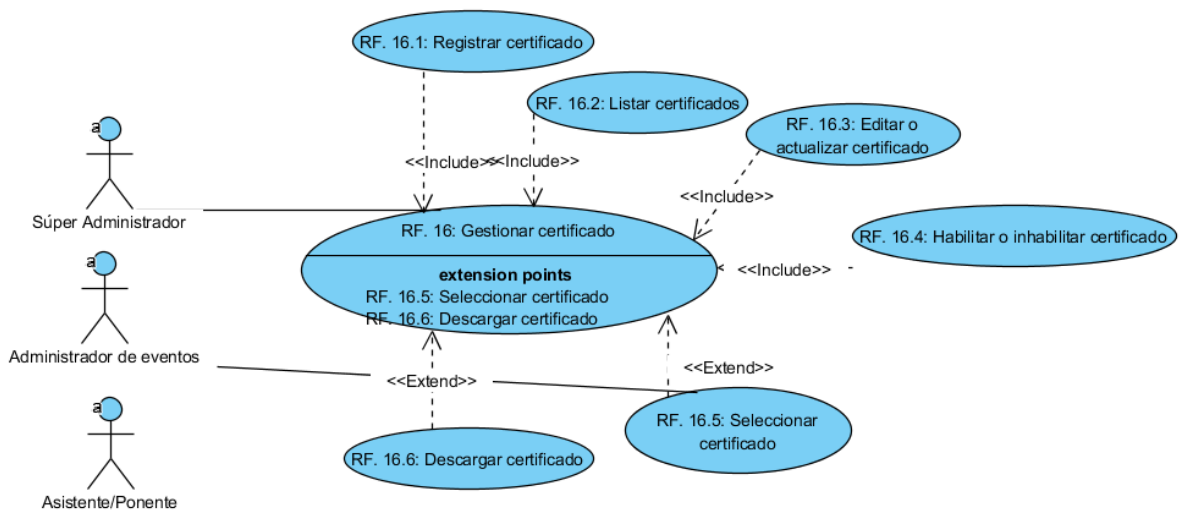 RF. 16.1: Registrar certificado
RF. 16.2: Listar certificados
RF. 16.3: Editar o
actualizar certificado
a
<<Include>>
<<Include>>
<<Include>>
Súper Administrador
RF. 16: Gestionar certificado
RF. 16.4: Habilitar o inhabilitar certificado
a
<<Include>>
extension points
RF. 16.5: Seleccionar certificado
RF. 16.6: Descargar certificado
Administrador de eventos
<<Extend>>
<<Extend>>
a
RF. 16.5: Seleccionar
certificado
RF. 16.6: Descargar certificado
Asistente/Ponente